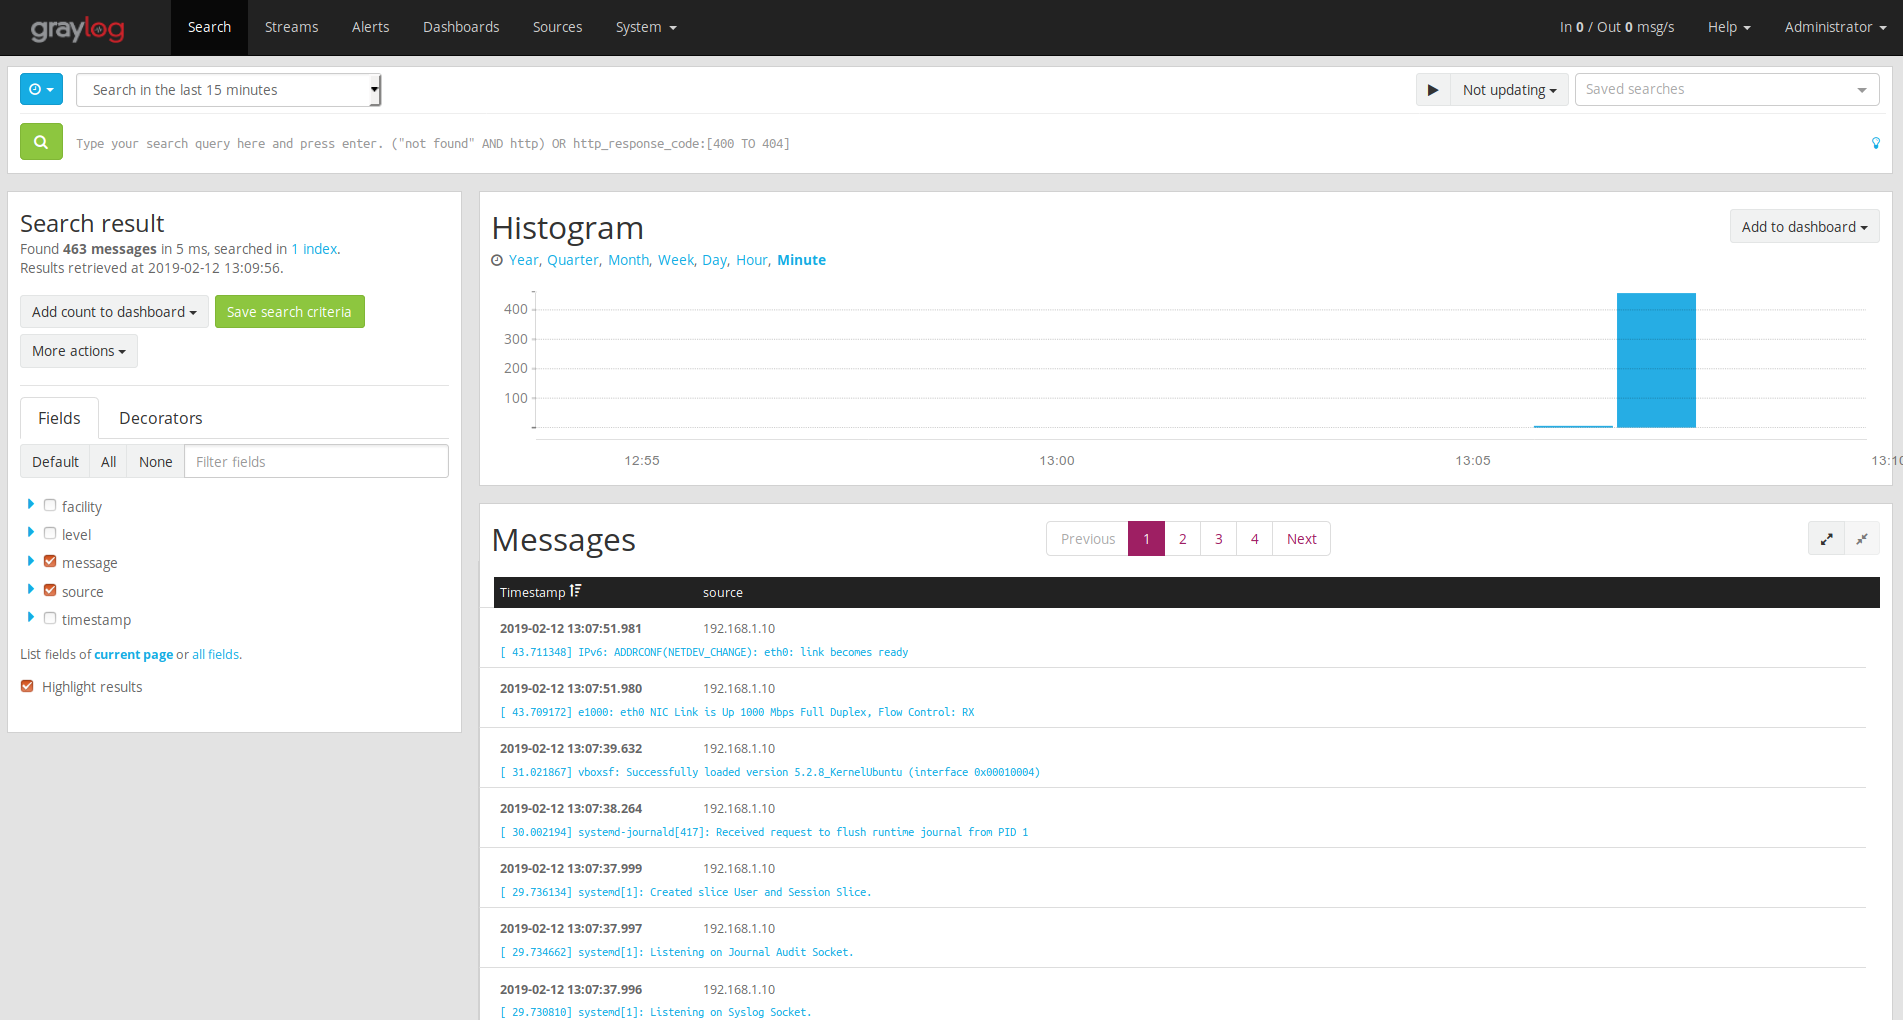 graylog Search Streams Alerts Dashboards Sources System In 0 / Out 0 msg/s Help Administrator
Search in the last 15 minutes Not updating Saved searches
Type your search query here and press enter. ("not found" AND http) OR http_response_code:[400 TO 404]
Search result
Found 463 messages in 5 ms, searched in 1 index.
Results retrieved at 2019-02-12 13:09:56.
Add count to dashboard Save search criteria
More actions
Fields Decorators
Default All None Filter fields
facility
level
message
source
timestamp
List fields of current page or all fields.
Highlight results
Histogram Add to dashboard
Year, Quarter, Month, Week, Day, Hour, Minute
400
300
200
100
12:55 13:00 13:05 13:10
Messages Previous 1 2 3 4 Next
Timestamp source
2019-02-12 13:07:51.981 192.168.1.10
[ 43.711348] IPv6: ADDRCONF(NETDEV_CHANGE): eth0: link becomes ready
2019-02-12 13:07:51.980 192.168.1.10
[ 43.709172] e1000: eth0 NIC Link is Up 1000 Mbps Full Duplex, Flow Control: RX
2019-02-12 13:07:39.632 192.168.1.10
[ 31.021867] vboxsf: Successfully loaded version 5.2.8_KernelUbuntu (interface 0x00010004)
2019-02-12 13:07:38.264 192.168.1.10
[ 30.002194] systemd-journald[417]: Received request to flush runtime journal from PID 1
2019-02-12 13:07:37.999 192.168.1.10
[ 29.736134] systemd[1]: Created slice User and Session Slice.
2019-02-12 13:07:37.997 192.168.1.10
[ 29.734662] systemd[1]: Listening on Journal Audit Socket.
2019-02-12 13:07:37.996 192.168.1.10
[ 29.730810] systemd[1]: Listening on Syslog Socket.